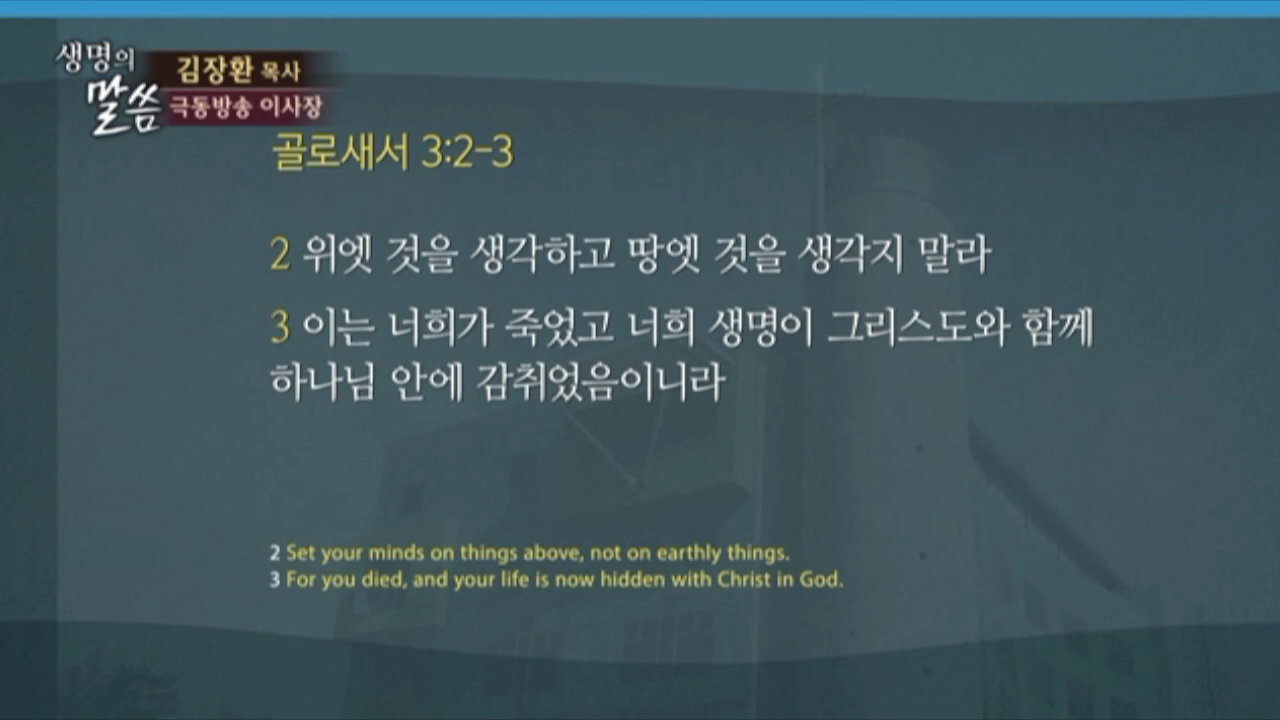 생명의
말씀
김장환 목사
극동방송 이사장
골로새서 3:2-3
2 위엣 것을 생각하고 땅엣 것을 생각지 말라
3 이는 너희가 죽었고 너희 생명이 그리스도와 함께
하나님 안에 감취었음이니라
2 Set your minds on things above, not on earthly things.
3 For you died, and your life is now hidden with Christ in God.